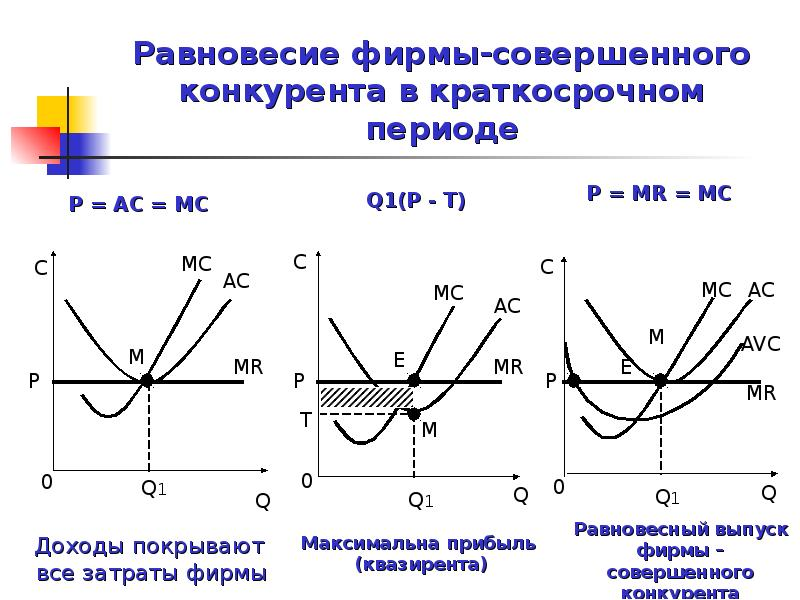 Равновесие фирмы-совершенного
конкурента в краткосрочном
периоде
P = AC = MC
Q1(P - T)
P = MR = MC
C
MC
AC
M
MR
P
0
Q1
Q
C
MC
AC
E
MR
P
T
M
0
Q1
Q
C
MC
AC
M
AVC
E
P
MR
0
Q1
Q
Доходы покрывают
все затраты фирмы
Максимальна прибыль
(квазирента)
Равновесный выпуск
фирмы –
совершенного
конкурента